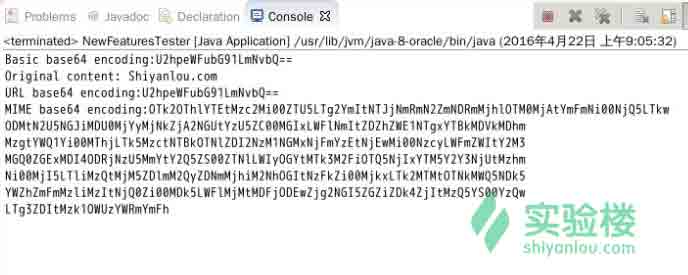 Problems @ Javadoc Declaration Console
<terminated> NewFeaturesTester [Java Application] /usr/lib/jvm/java-8-oracle/bin/java (2016年4月22日 上午9:05:32)
Basic base64 encoding:U2hpeWFubG91LmNvbQ==
Original content: Shiyanlou.com
URL base64 encoding:U2hpeWFubG91LmNvbQ==
MIME base64 encoding:OTk2OThlYTEtMzc2Mi00ZTU5LTg2YmItNTJjNmRmN2ZmNDRmMjhlOTM0MjAtYmFmNi00NjQ5LTkw
ODMtN2U5NGJiMDU0MjYyMjNkZjA2NGUtYzU5ZC00MGIxLWFlNmItZDZhZWE1NTgxYTBkMDVkMDhm
MzgtYWQ1Yi00MThjLTk5MzctNTBkOTNlZDI2NzM1NGMxNjFmYzEtNjEwMi00NzcyLWFmZWItY2M3
MGQ0ZGExMDI4ODRjNzU5MmYtY2Q5ZS00ZTNlLWIyOGYtMTk3M2FiOTQ5NjIxYTM5Y2Y3NjUtMzhm
Ni00MjI5LTliMzQtMjM5ZDlmM2QyZDNmMjhiM2NhOGItNzFkZi00MjkxLTk2MTMtOTNkMWQ5NDk5
YWZhZmFmMzliMzItNjQ0Zi00MDk5LWFlMjMtMDFjODEwZjg2NGI5ZGZiZDk4ZjItMzQ5YS00YzQw
LTg3ZDItMzk1OWUzYWRmYmFh
实验楼
shiyanlou.com